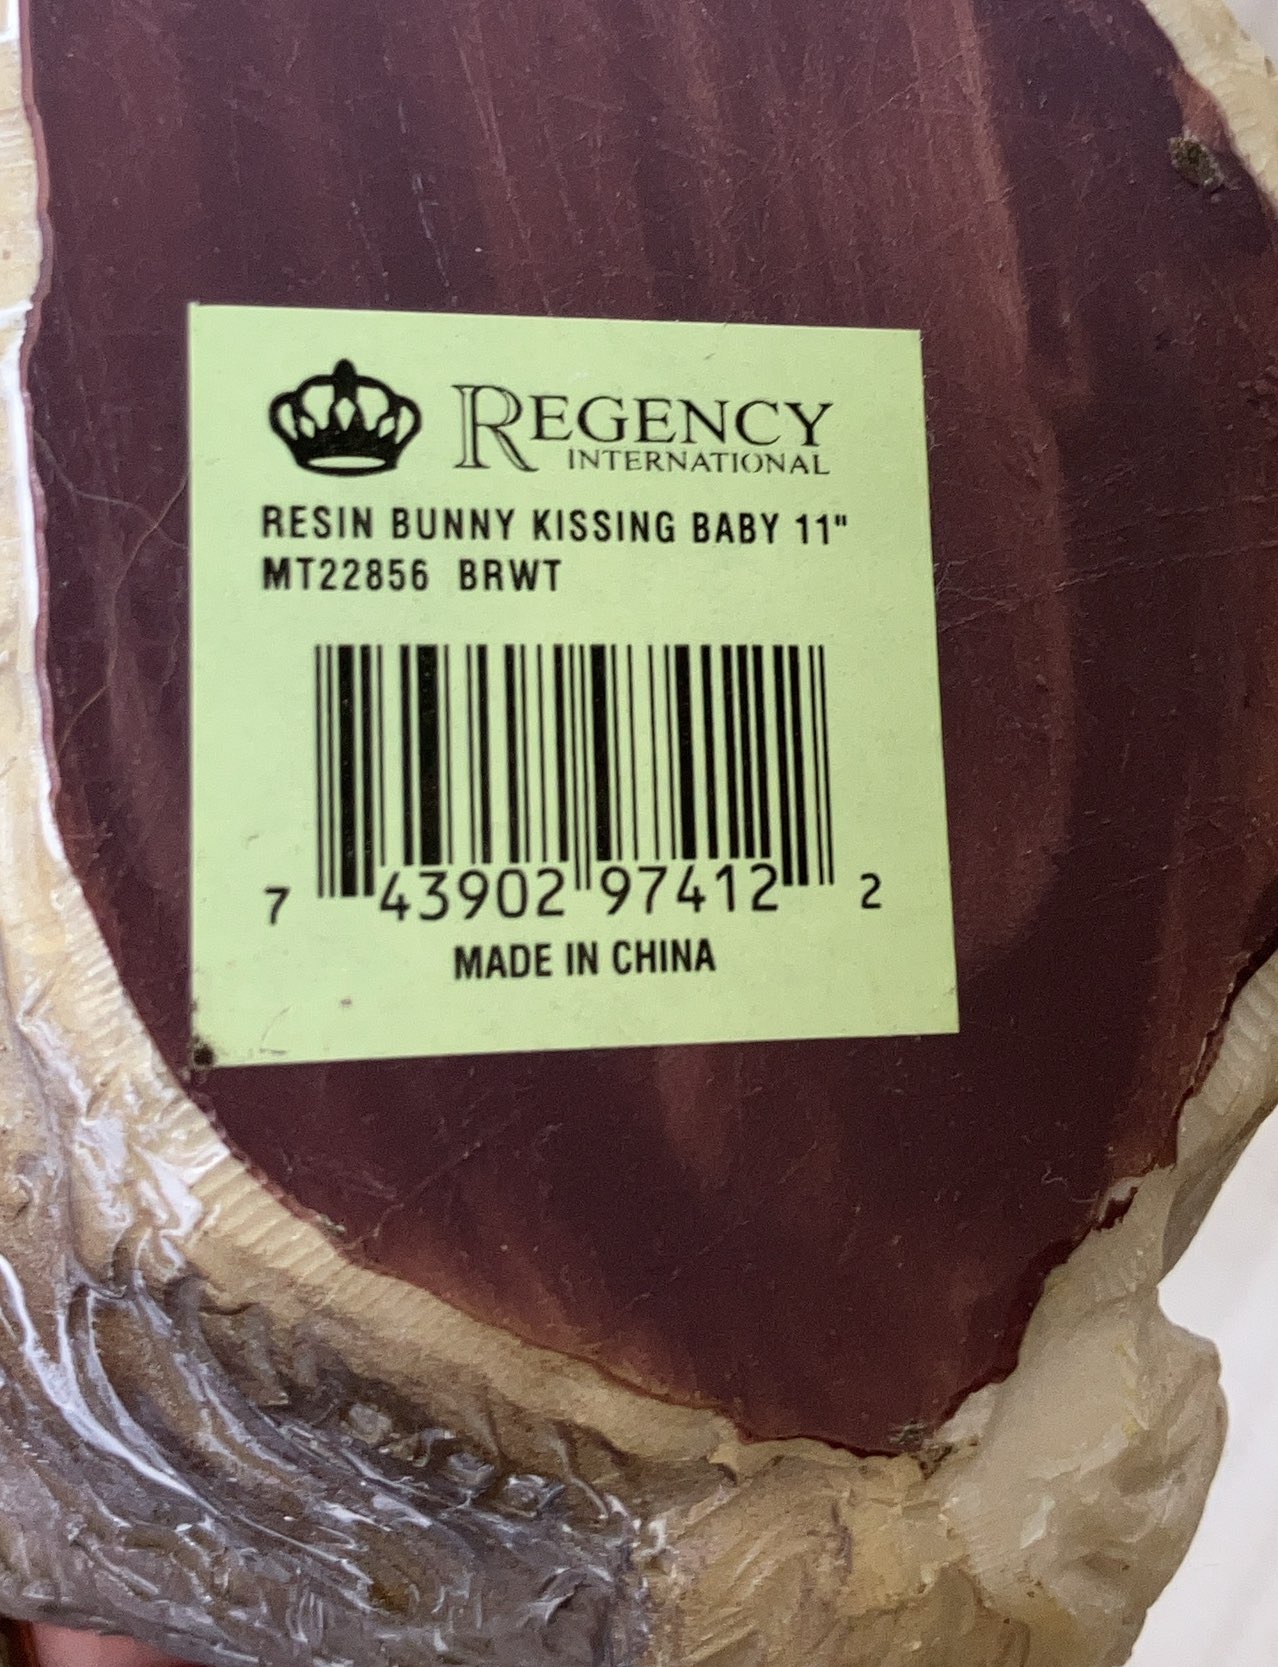 REGENCY
INTERNATIONAL
RESIN BUNNY KISSING BABY 11"
MT22856 BRWT
7 43902 97412 2
MADE IN CHINA